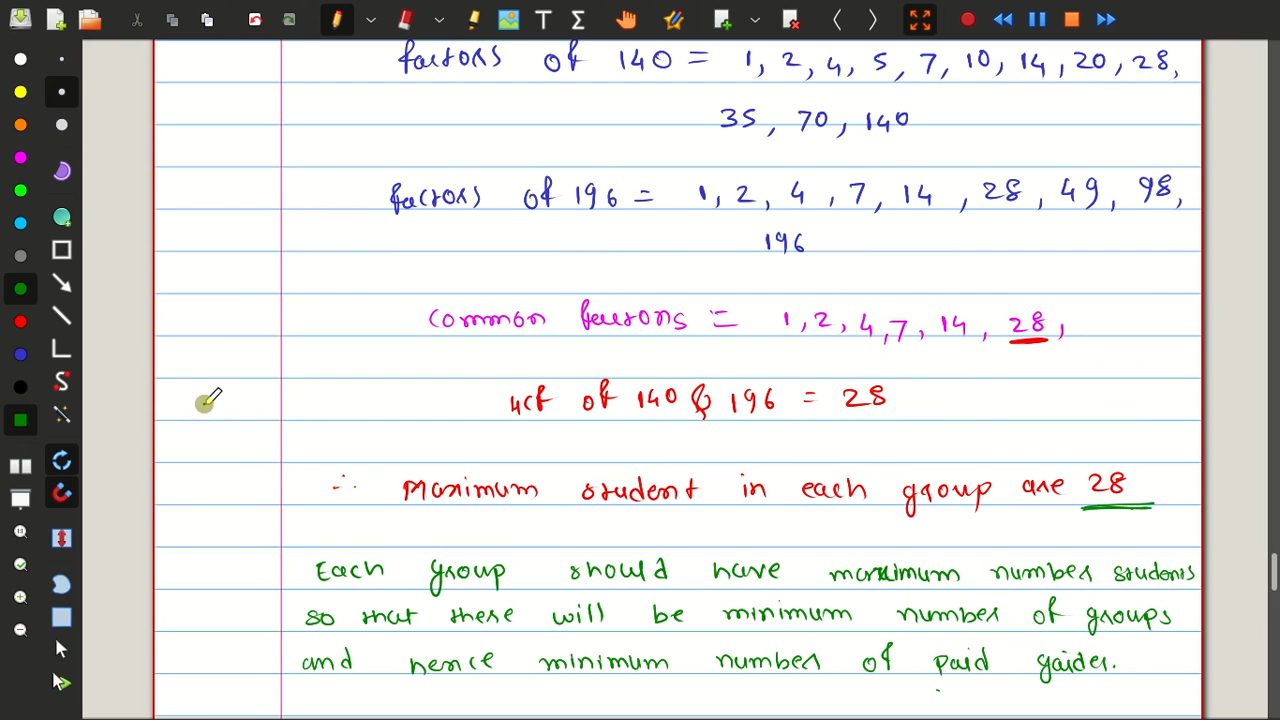 factors of 140 = 1, 2, 4, 5, 7, 10, 14, 20, 28,
35, 70, 140
factors of 196 = 1, 2, 4, 7, 14, 28, 49, 98,
196
Common factors = 1, 2, 4, 7, 14, 28,
HCF of 140 & 196 = 28
∴ Maximum student in each group are 28
Each group should have maximum number students
so that there will be minimum number of groups
and hence minimum number of paid gaider.